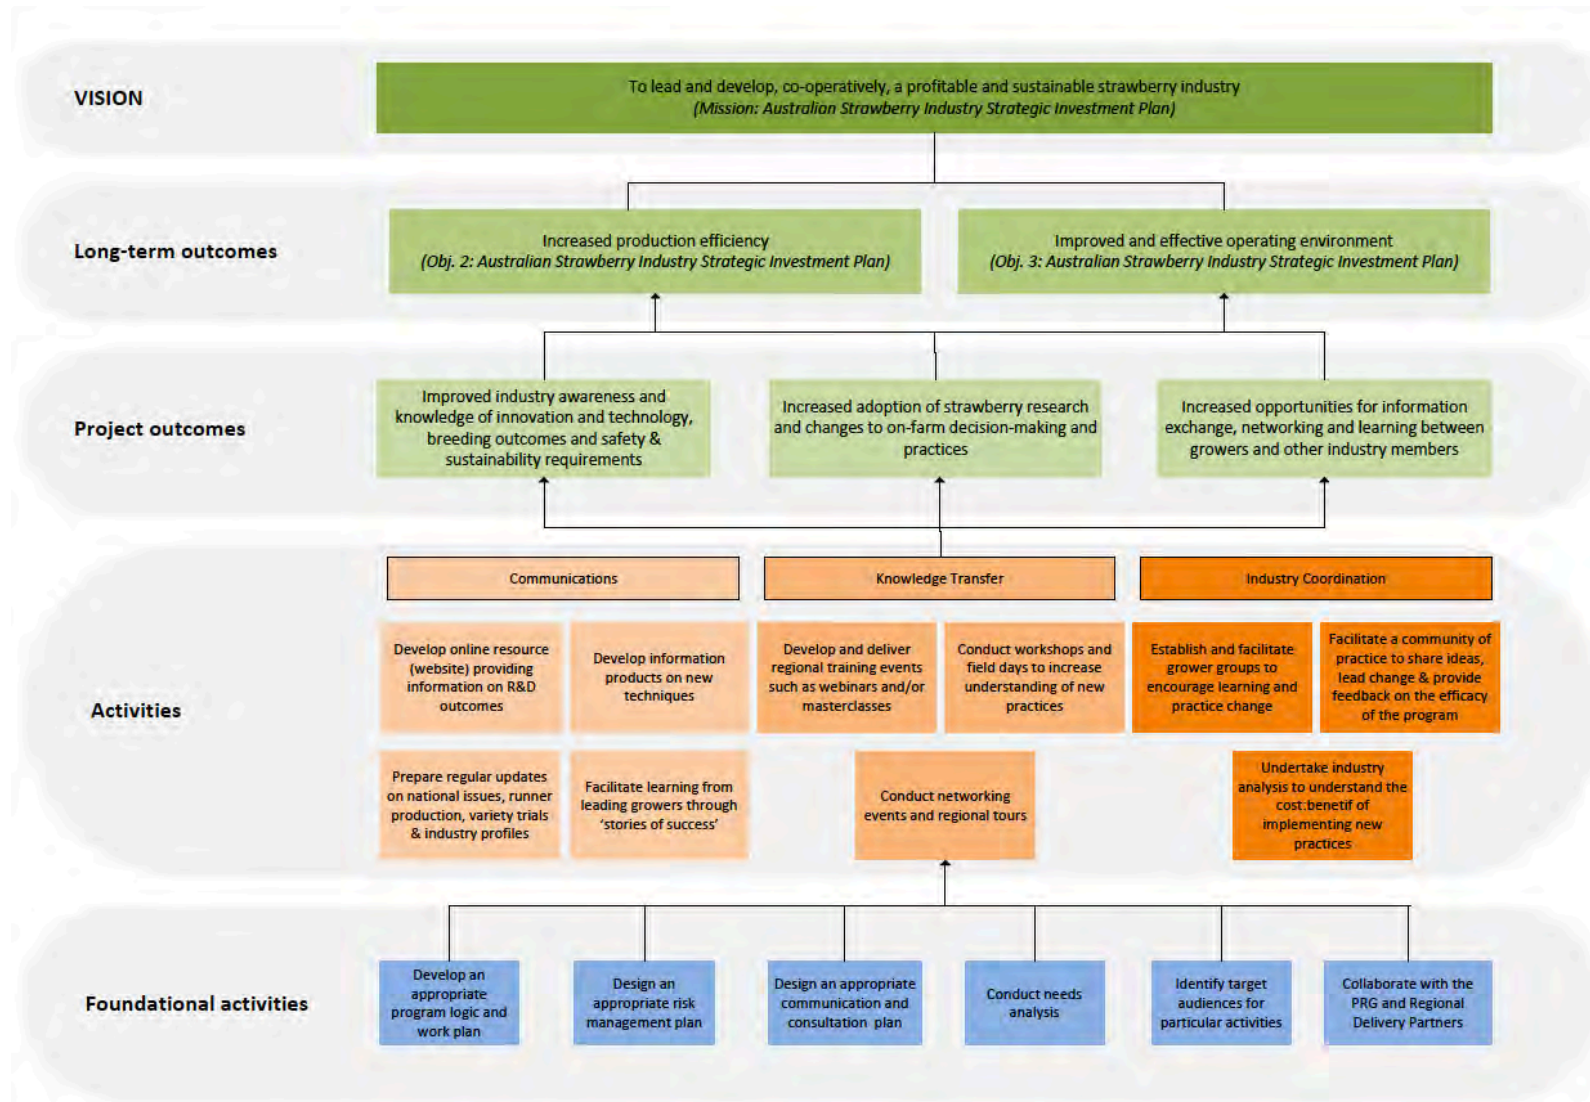 VISION
To lead and develop, co-operatively, a profitable and sustainable strawberry industry
(Mission: Australian Strawberry Industry Strategic Investment Plan)
Long-term outcomes
Increased production efficiency
(Obj. 2: Australian Strawberry Industry Strategic Investment Plan)
Improved and effective operating environment
(Obj. 3: Australian Strawberry Industry Strategic Investment Plan)
Project outcomes
Improved industry awareness and
knowledge of innovation and technology,
breeding outcomes and safety &
sustainability requirements
Increased adoption of strawberry research
and changes to on-farm decision-making and
practices
Increased opportunities for information
exchange, networking and learning between
growers and other industry members
Activities
Communications
Knowledge Transfer
Industry Coordination
Develop online resource
(website) providing
information on R&D
outcomes
Develop information
products on new
techniques
Develop and deliver
regional training events
such as webinars and/or
masterclasses
Conduct workshops and
field days to increase
understanding of new
practices
Establish and facilitate
grower groups to
encourage learning and
practice change
Facilitate a community of
practice to share ideas,
lead change & provide
feedback on the efficacy
of the program
Prepare regular updates
on national issues, runner
production, variety trials
& industry profiles
Facilitate learning from
leading growers through
‘stories of success’
Conduct networking
events and regional tours
Undertake industry
analysis to understand the
cost:benetif of
implementing new
practices
Foundational activities
Develop an
appropriate
program logic and
work plan
Design an
appropriate risk
management plan
Design an appropriate
communication and
consultation plan
Conduct needs
analysis
Identify target
audiences for
particular activities
Collaborate with the
PRG and Regional
Delivery Partners